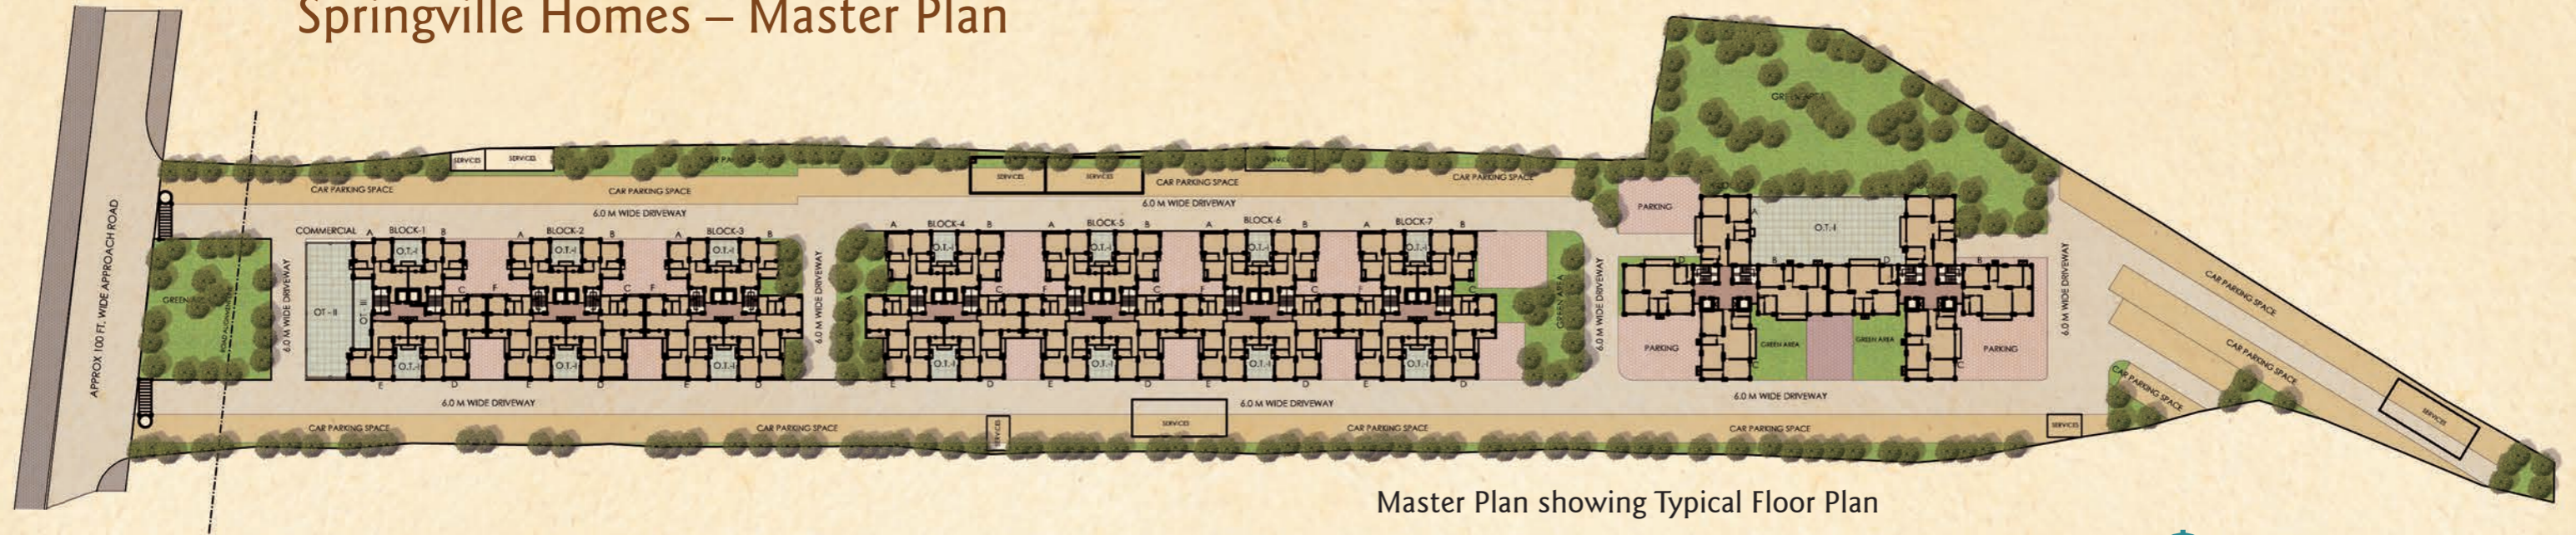 Springville Homes – Master Plan
APPROX 100 FT. WIDE APPROACH ROAD
SERVICES
SERVICES
CAR PARKING SPACE
CAR PARKING SPACE
6.0 M WIDE DRIVEWAY
SERVICES
SERVICES
CAR PARKING SPACE
CAR PARKING SPACE
6.0 M WIDE DRIVEWAY
6.0 M WIDE DRIVEWAY
COMMERCIAL
A BLOCK-1 B
A BLOCK-2 B
A BLOCK-3 B
A BLOCK-4 B
A BLOCK-5 B
A BLOCK-6 B
A BLOCK-7 B
O.T.-I
O.T.-I
O.T.-I
O.T.-I
O.T.-I
O.T.-I
O.T.-I
OT - II
C F
C F
C F
C F
C F
C
O.T.-I
O.T.-I
O.T.-I
O.T.-I
O.T.-I
O.T.-I
O.T.-I
E D
E D
E D
E D
E D
E D
E D
6.0 M WIDE DRIVEWAY
GREEN AREA
6.0 M WIDE DRIVEWAY
PARKING
O.T.-I
A
D B D B
PARKING
GREEN AREA
GREEN AREA
PARKING
C C
6.0 M WIDE DRIVEWAY
CAR PARKING SPACE
CAR PARKING SPACE
CAR PARKING SPACE
SERVICES
6.0 M WIDE DRIVEWAY
6.0 M WIDE DRIVEWAY
6.0 M WIDE DRIVEWAY
CAR PARKING SPACE
CAR PARKING SPACE
SERVICES
SERVICES
CAR PARKING SPACE
CAR PARKING SPACE
SERVICES
Master Plan showing Typical Floor Plan